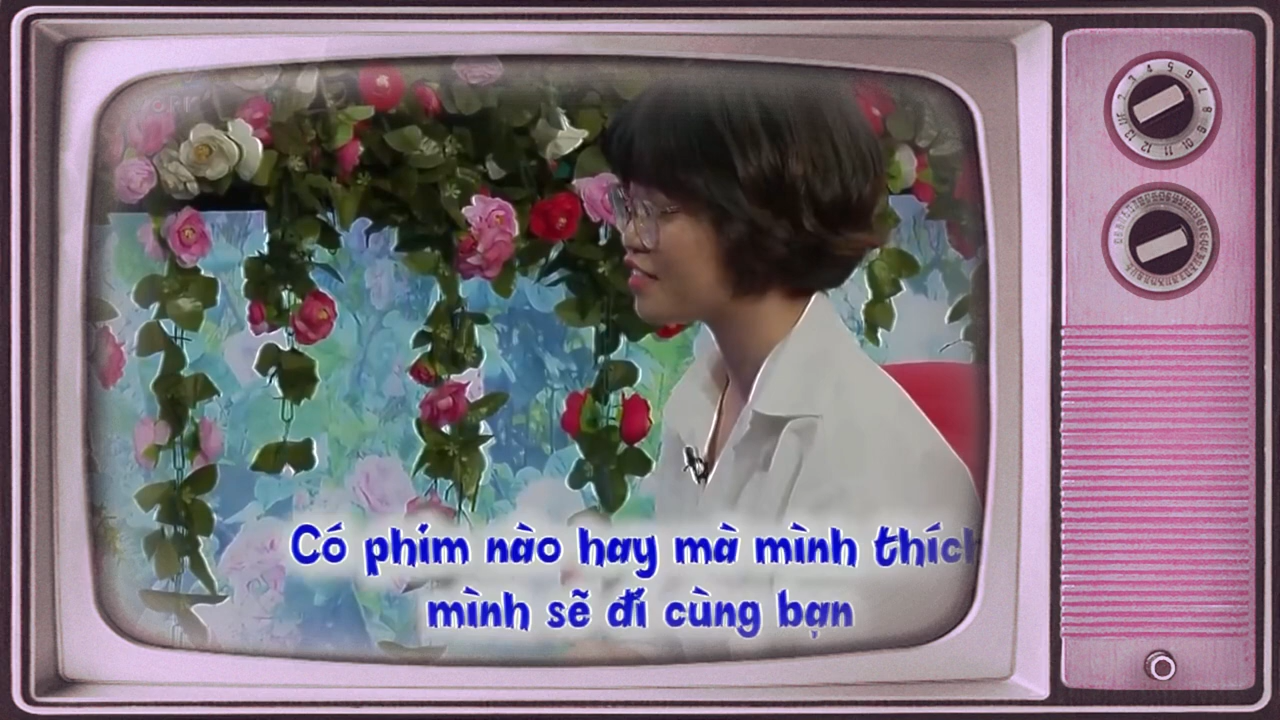 Có phim nào hay mà mình thích
mình sẽ đi cùng bạn